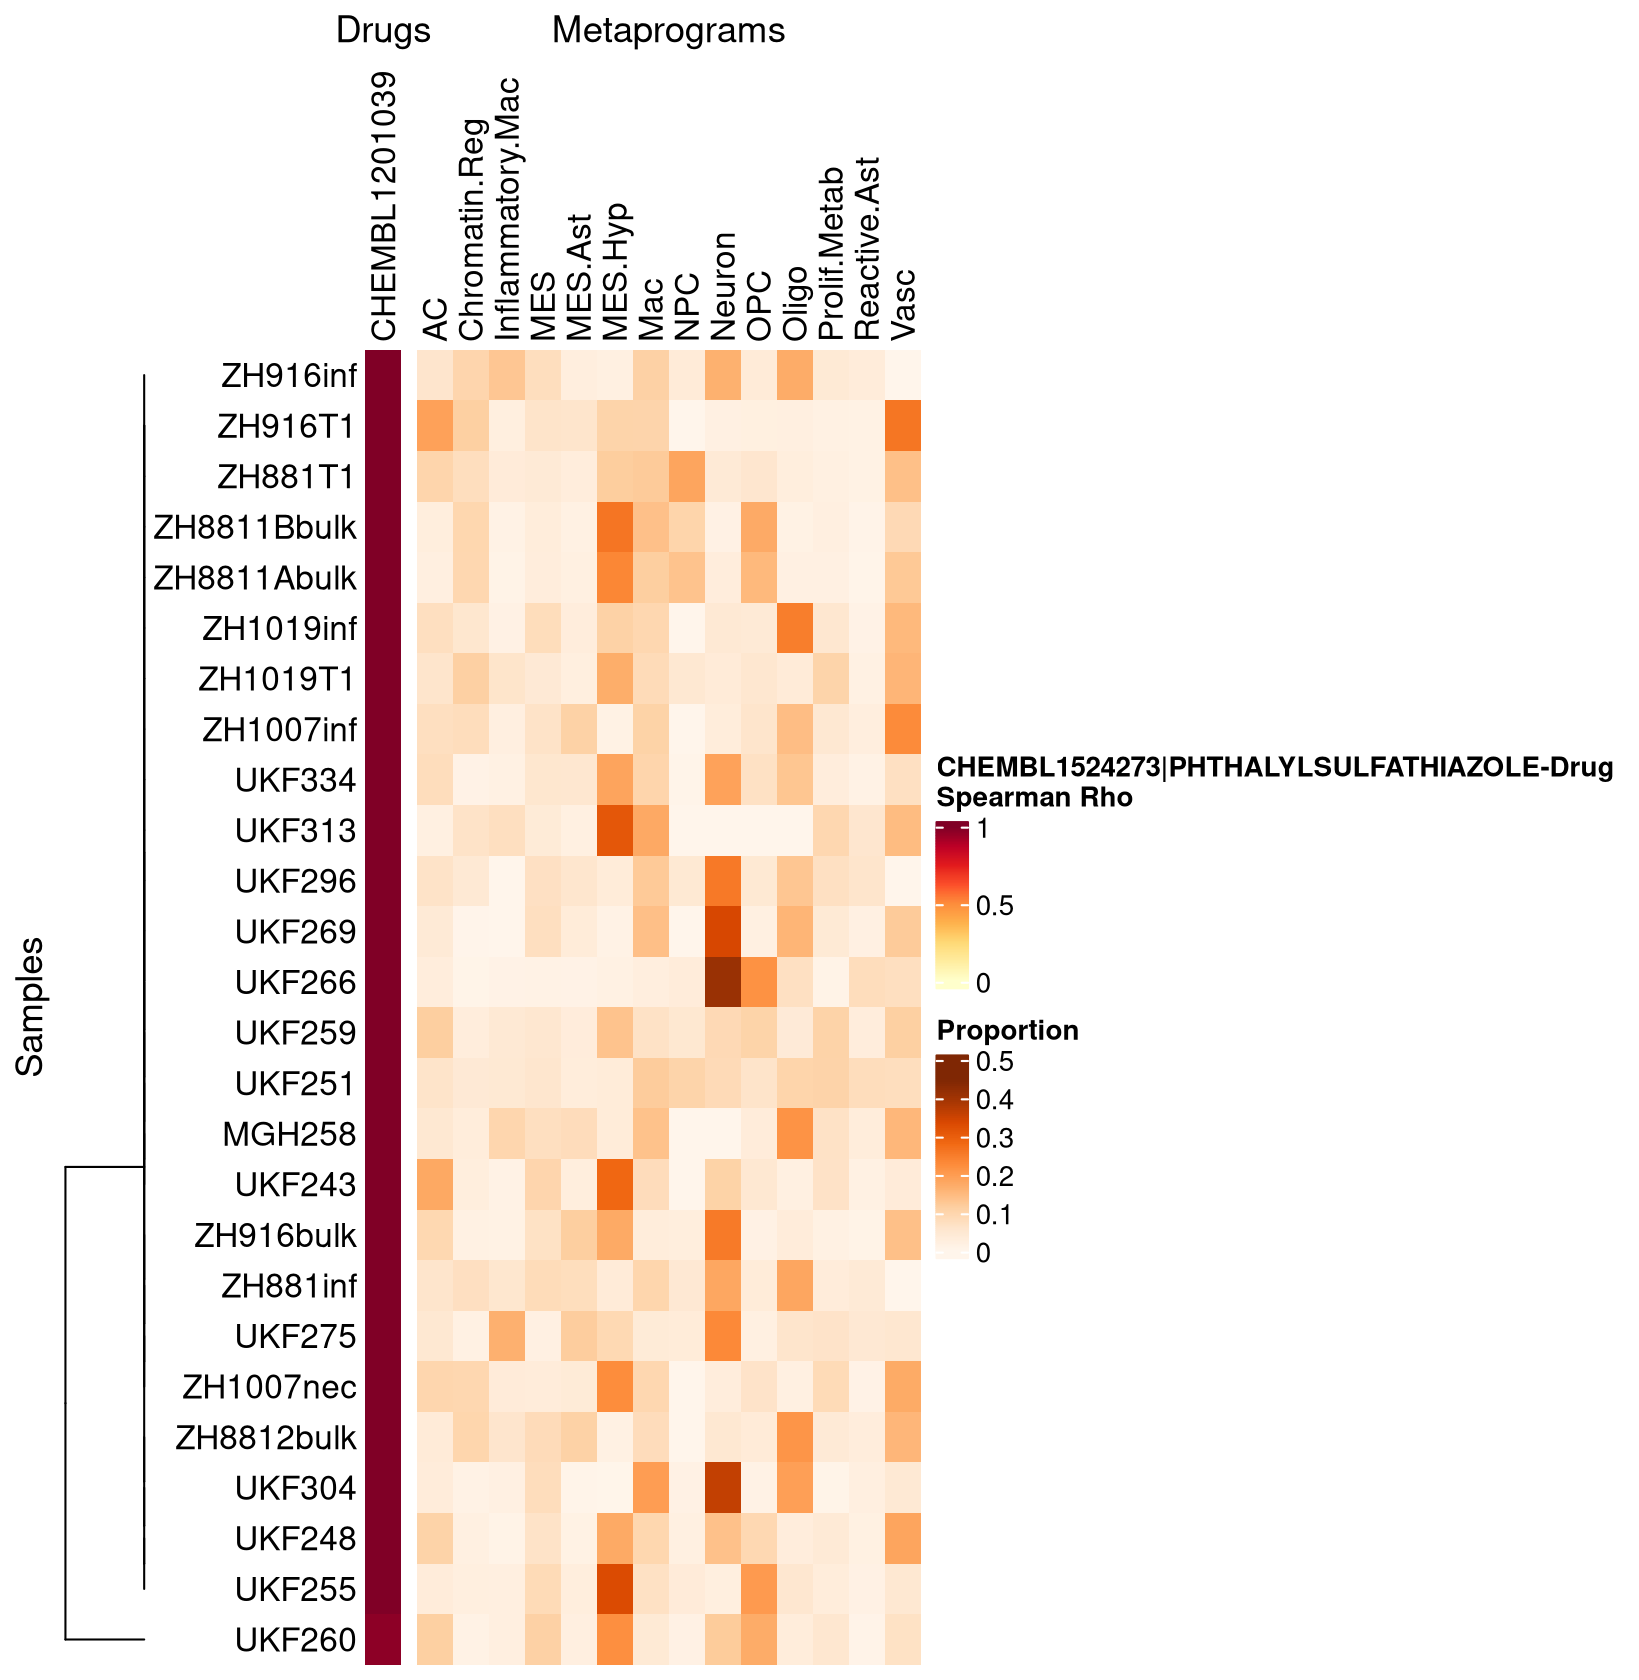 Drugs
Metaprograms
CHEMBL1201039
AC
Chromatin.Reg
Inflammatory.Mac
MES
MES.Ast
MES.Hyp
Mac
NPC
Neuron
OPC
Oligo
Prolif.Metab
Reactive.Ast
Vasc
Samples
ZH916inf
ZH916T1
ZH881T1
ZH8811Bbulk
ZH8811Abulk
ZH1019inf
ZH1019T1
ZH1007inf
UKF334
UKF313
UKF296
UKF269
UKF266
UKF259
UKF251
MGH258
UKF243
ZH916bulk
ZH881inf
UKF275
ZH1007nec
ZH8812bulk
UKF304
UKF248
UKF255
UKF260
CHEMBL1524273|PHTHALYLSULFATHIAZOLE-Drug
Spearman Rho
1
0.5
0
Proportion
0.5
0.4
0.3
0.2
0.1
0